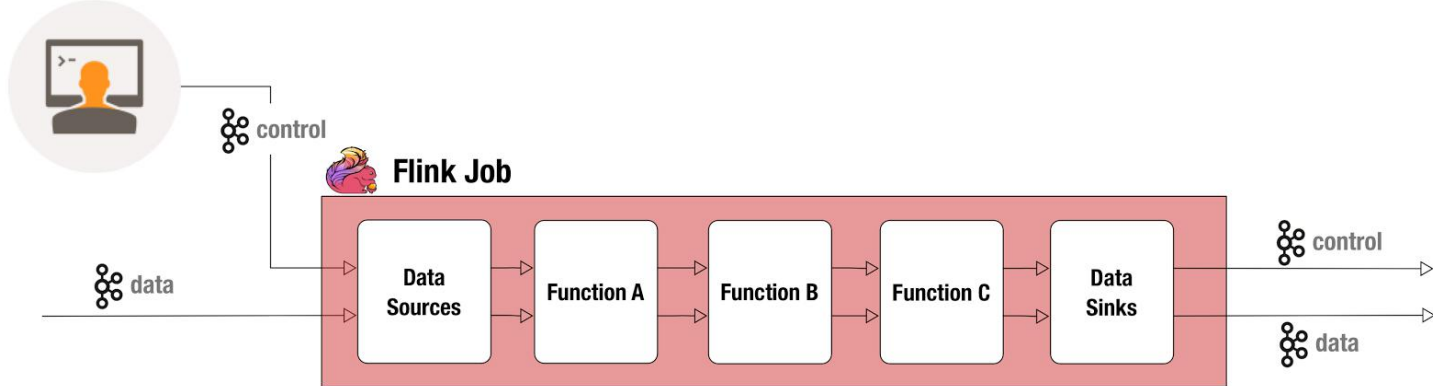 >-
control
Flink Job
control
data
Data
Sources
Function A
Function B
Function C
Data
Sinks
data